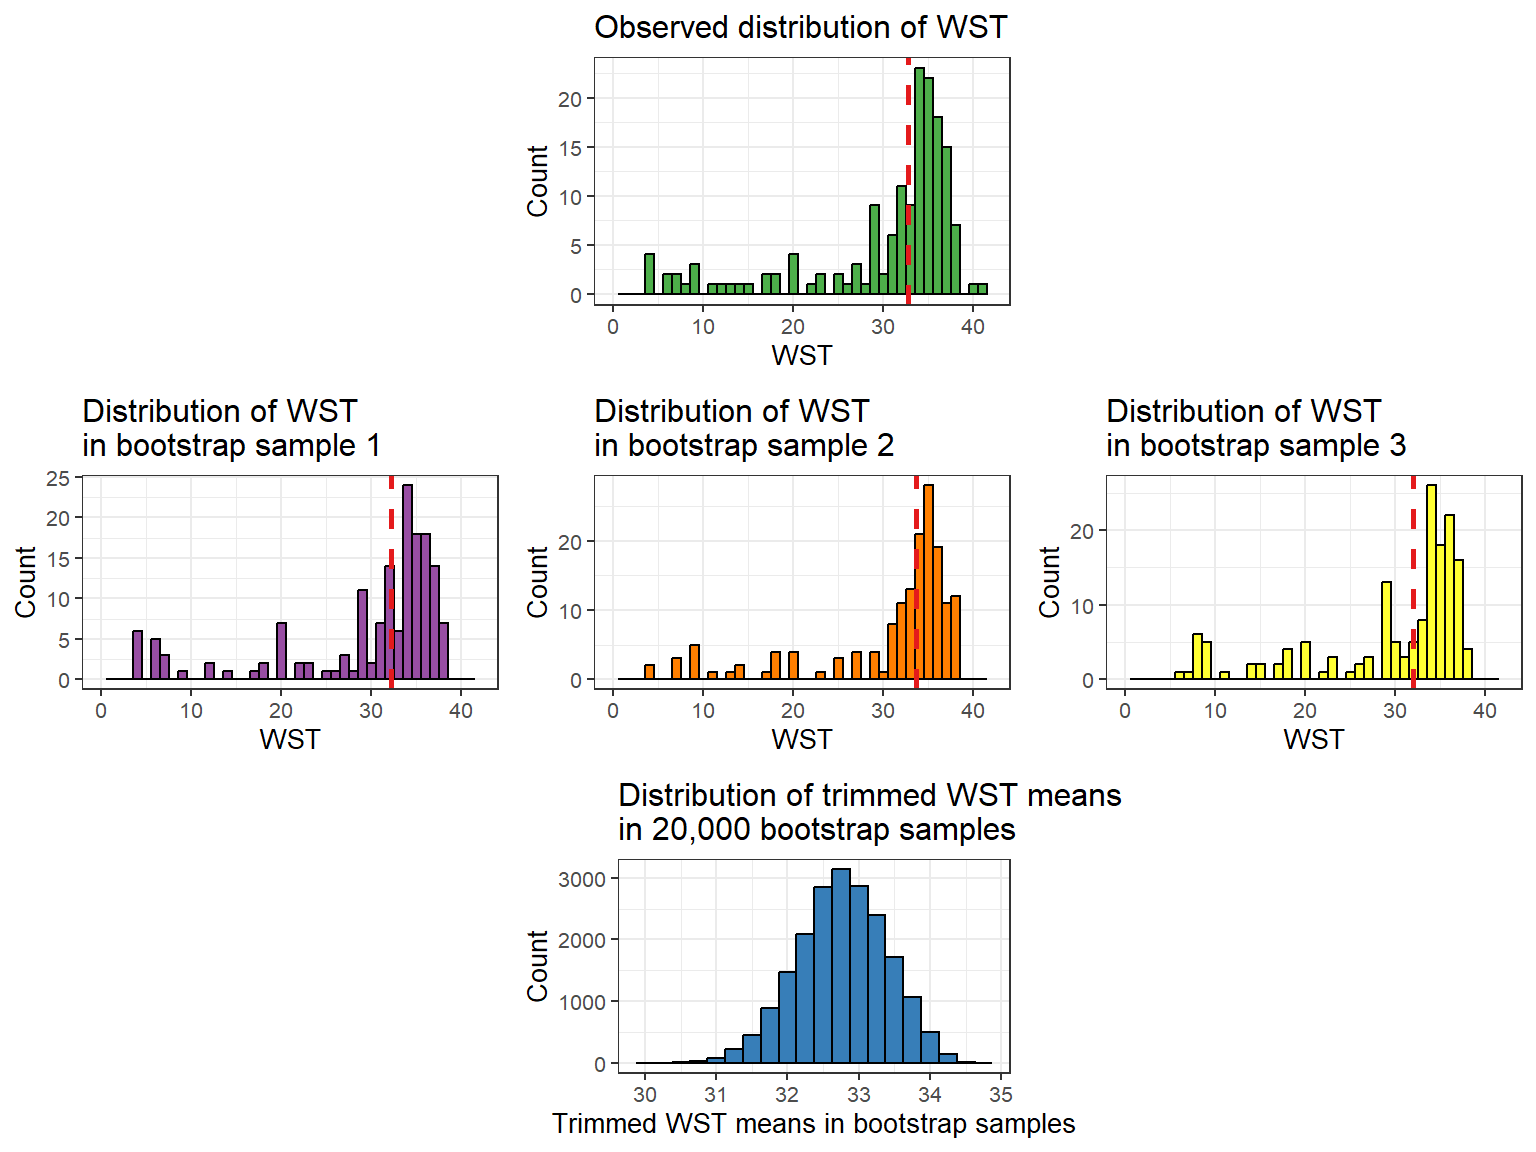 Observed distribution of WST
20
15
10
5
0
Count
0 10 20 30 40
WST
Distribution of WST
in bootstrap sample 1
25
20
15
10
5
0
Count
0 10 20 30 40
WST
Distribution of WST
in bootstrap sample 2
20
10
0
Count
0 10 20 30 40
WST
Distribution of WST
in bootstrap sample 3
20
10
0
Count
0 10 20 30 40
WST
Distribution of trimmed WST means
in 20,000 bootstrap samples
3000
2000
1000
0
Count
30 31 32 33 34 35
Trimmed WST means in bootstrap samples